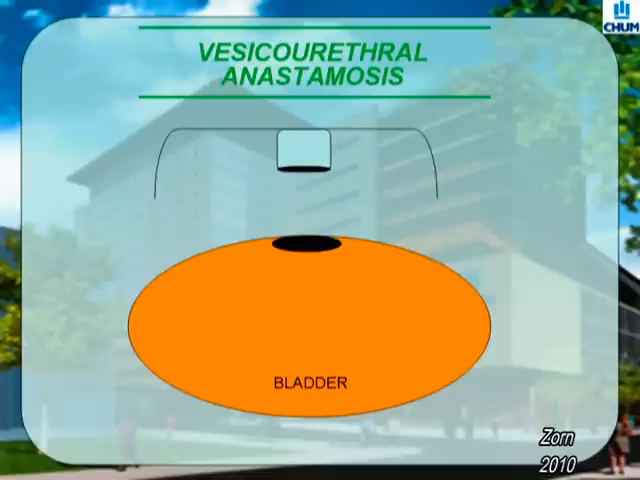 CHUM
VESICOURETHRAL
ANASTAMOSIS
BLADDER
Zorn
2010